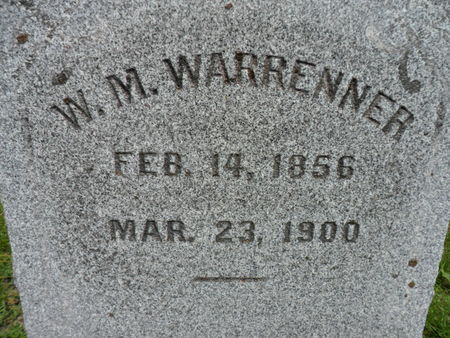 W. M. WARRENNER
FEB. 14, 1856
MAR. 23, 1900